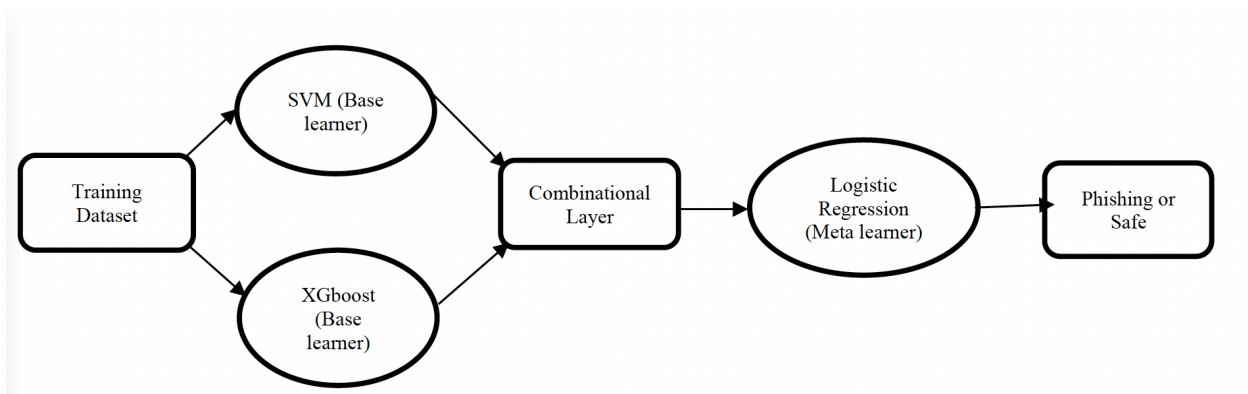 Training
Dataset
SVM (Base
learner)
XGboost
(Base
learner)
Combinational
Layer
Logistic
Regression
(Meta learner)
Phishing or
Safe